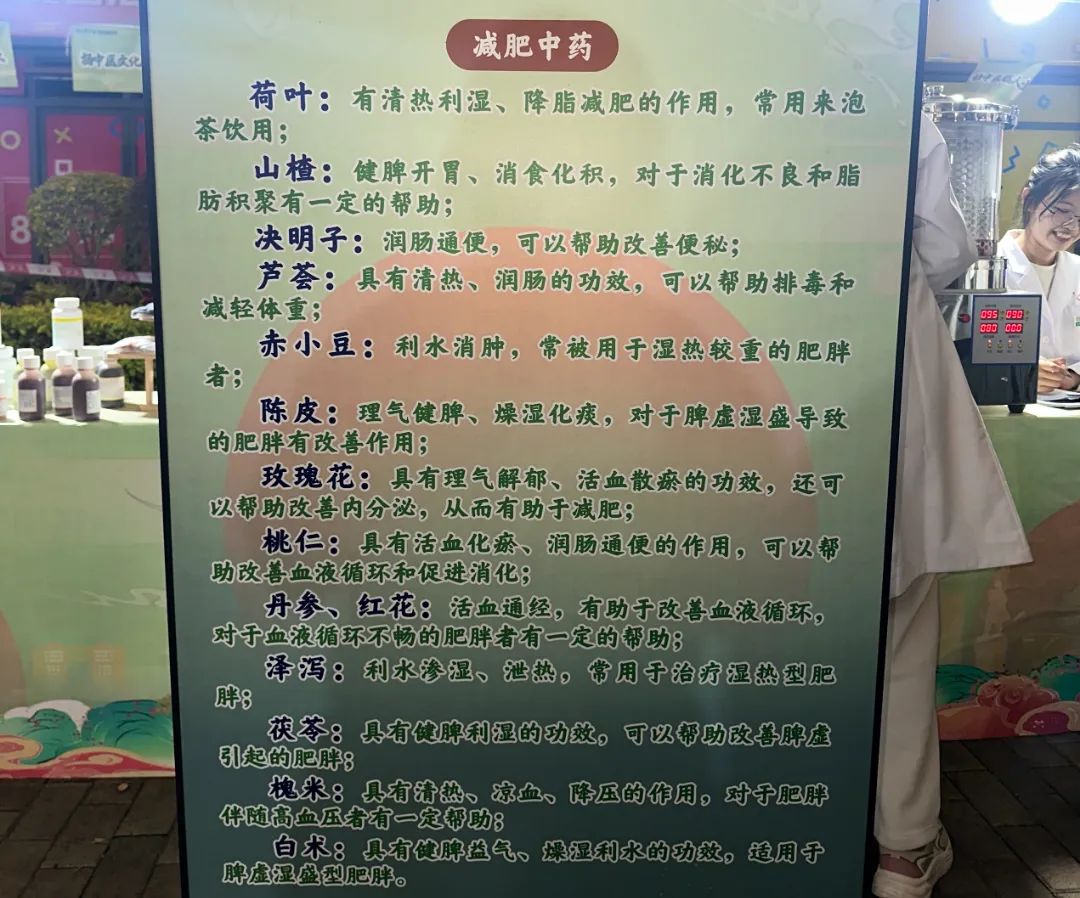 减肥中药
荷叶：有清热利湿、降脂减肥的作用，常用来泡
茶饮用；
山楂：健脾开胃、消食化积，对于消化不良和脂
肪积聚有一定的帮助；
决明子：润肠通便，可以帮助改善便秘；
芦荟：具有清热、润肠的功效，可以帮助排毒和
减轻体重；
赤小豆：利水消肿，常被用于湿热较重的肥胖
者；
陈皮：理气健脾、燥湿化痰，对于脾虚湿盛导致
的肥胖有改善作用；
玫瑰花：具有理气解郁、活血散瘀的功效，还可
以帮助改善内分泌，从而有助于减肥；
桃仁：具有活血化瘀、润肠通便的作用，可以帮
助改善血液循环和促进消化；
丹参、红花：活血通经，有助于改善血液循环，
对于血液循环不畅的肥胖者有一定的帮助；
泽泻：利水渗湿、泄热，常用于治疗湿热型肥
胖；
茯苓：具有健脾利湿的功效，可以帮助改善脾虚
引起的肥胖；
槐米：具有清热、凉血、降压的作用，对于肥胖
伴随高血压者有一定帮助；
白术：具有健脾益气、燥湿利水的功效，适用于
脾虚湿盛型肥胖。
扬中医文化
8
095 090
080 000